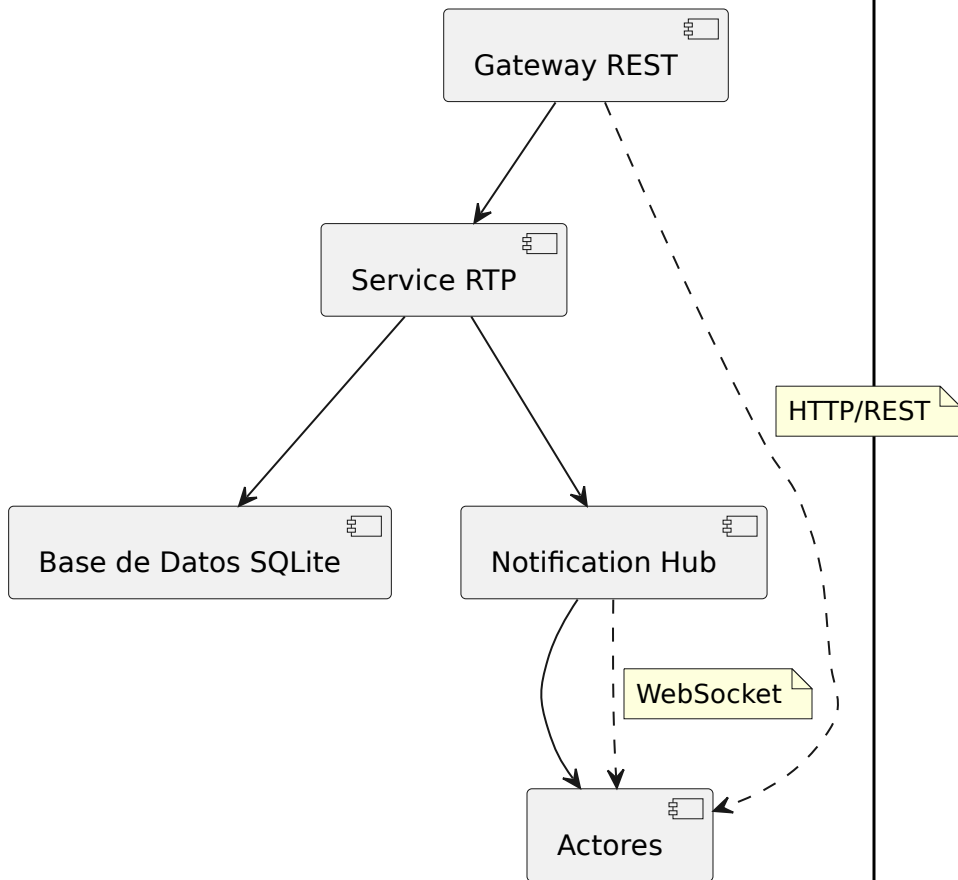 Gateway REST
Service RTP
HTTP/REST
Base de Datos SQLite
Notification Hub
WebSocket
Actores